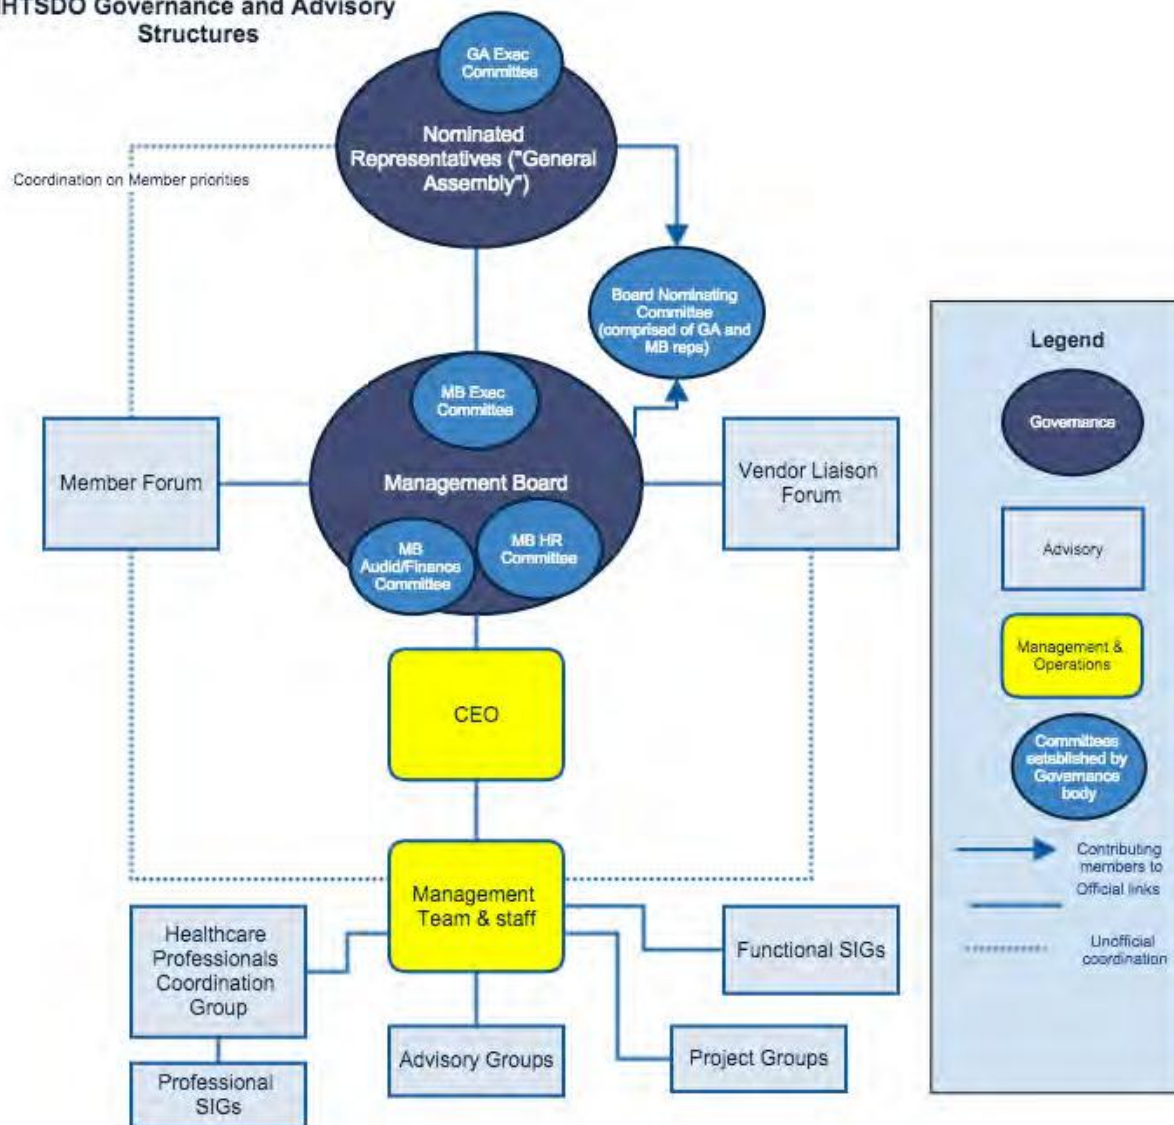 HTSDO Governance and Advisory
Structures
GA Exec
Committee
Nominated
Representatives ("General
Assembly")
Coordination on Member priorities
Board Nominating
Committee
(comprised of GA and
MB reps)
MB Exec
Committee
Member Forum
Management Board
Vendor Liaison
Forum
MB
Audid/Finance
Committee
MB HR
Committee
CEO
Management
Team & staff
Healthcare
Professionals
Coordination
Group
Functional SIGs
Advisory Groups
Project Groups
Professional
SIGs
Legend
Governance
Advisory
Management &
Operations
Committees
established by
Governance
body
Contributing
members to
Official links
Unofficial
coordination